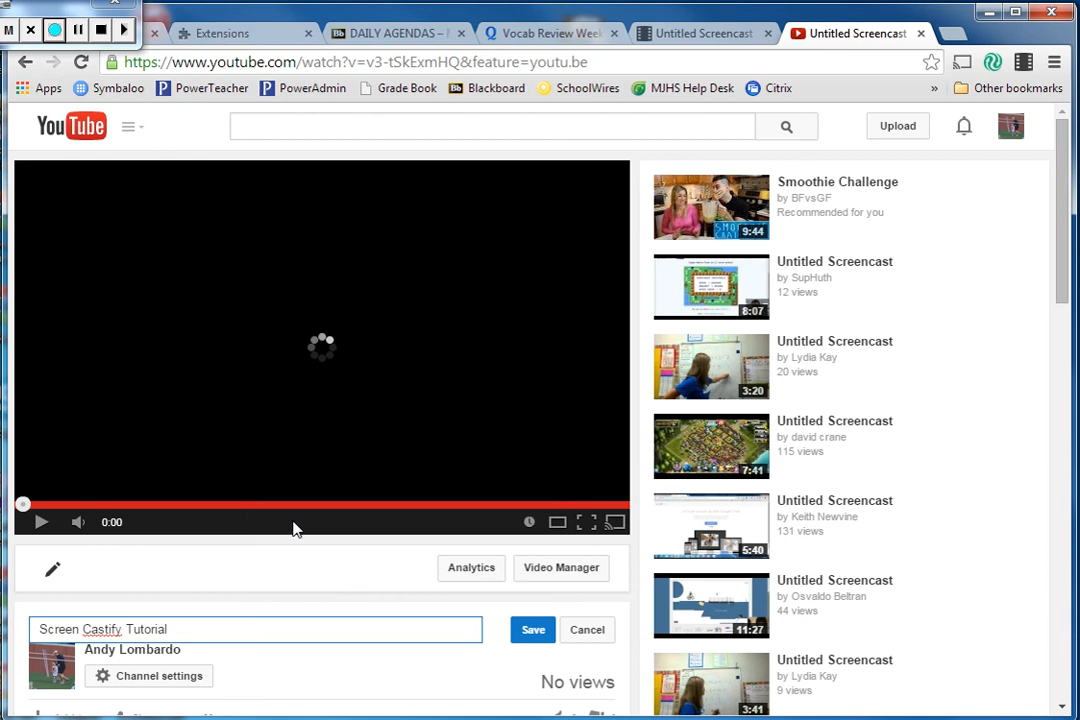 M
Extensions
DAILY AGENDAS –
Vocab Review Wee
Untitled Screencast
Untitled Screencast
https://www.youtube.com/watch?v=v3-tSkExmHQ&feature=youtu.be
Apps Symbaloo PowerTeacher PowerAdmin Grade Book Blackboard SchoolWires MJHS Help Desk Citrix » Other bookmarks
YouTube
Upload
Smoothie Challenge
by BFvsGF
Recommended for you
9:44
Untitled Screencast
by SupHuth
12 views
8:07
Untitled Screencast
by Lydia Kay
20 views
3:20
Untitled Screencast
by david crane
115 views
7:41
Untitled Screencast
by Keith Newvine
131 views
5:40
Untitled Screencast
by Osvaldo Beltran
44 views
11:27
Untitled Screencast
by Lydia Kay
9 views
3:41
0:00
Analytics
Video Manager
Screen Castify Tutorial
Save
Cancel
Andy Lombardo
Channel settings
No views